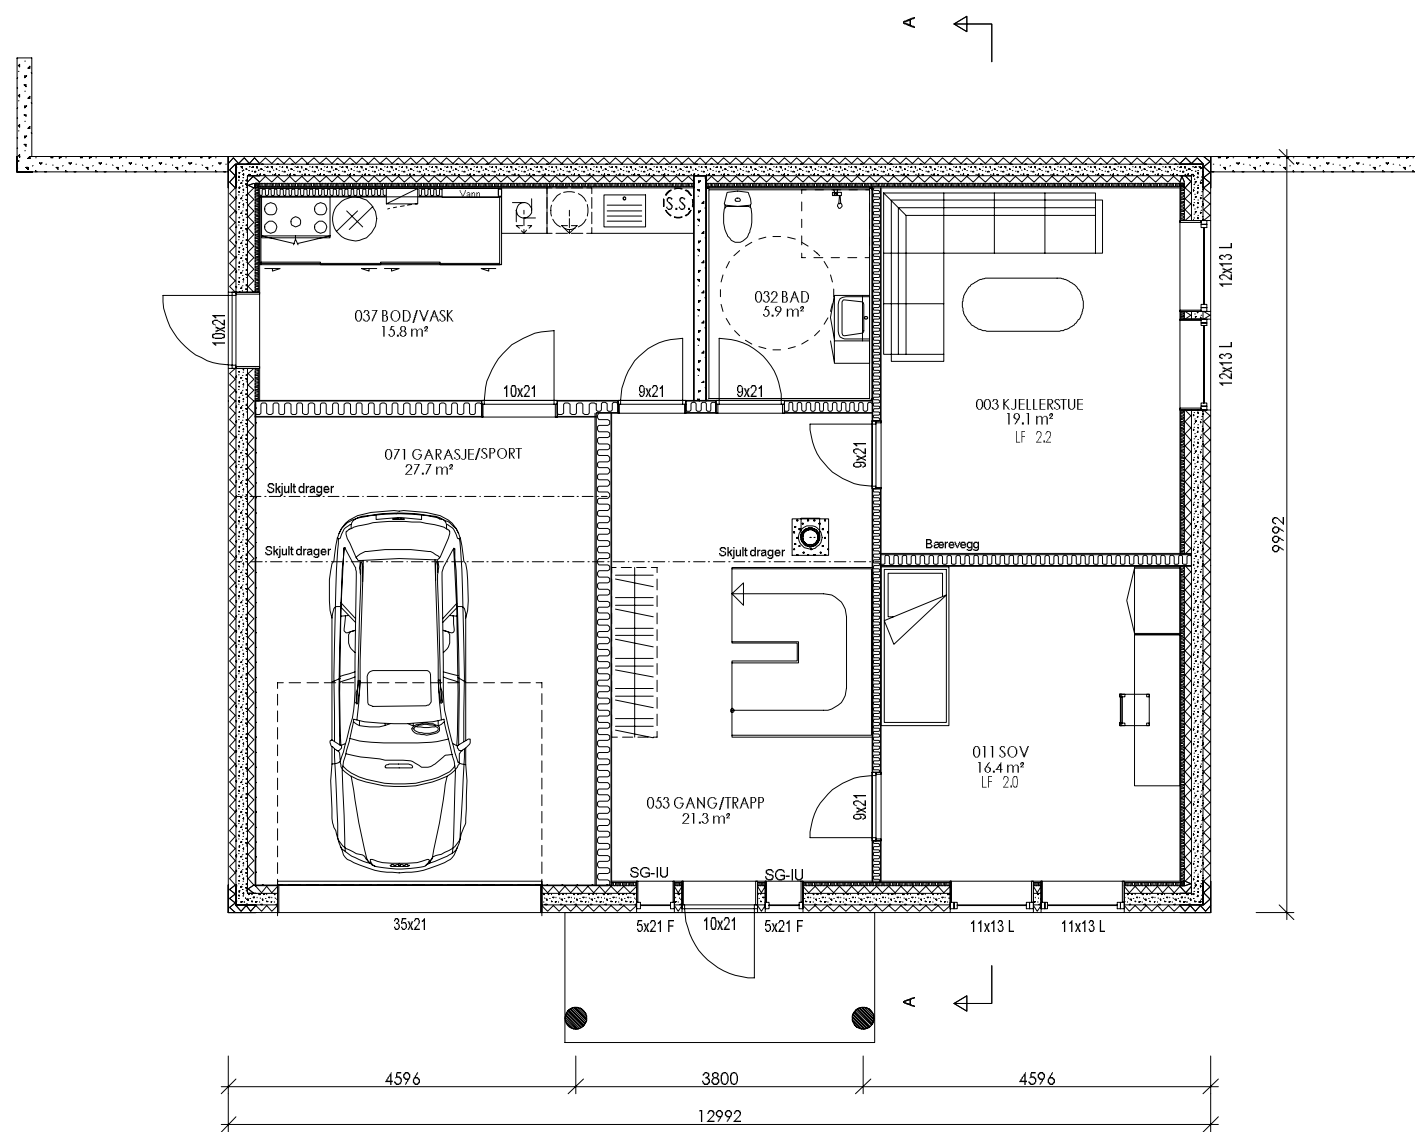 A
Vann
S.S.
12x13 L
032 BAD
5.9 m²
037 BOD/VASK
15.8 m²
10x21
12x13 L
10x21
9x21
9x21
003 KJELLERSTUE
19.1 m²
LF 2.2
071 GARASJE/SPORT
27.7 m²
9x21
Skjult drager
9992
Skjult drager
Skjult drager
Bærevegg
011 SOV
16.4 m²
LF 2.0
053 GANG/TRAPP
21.3 m²
9x21
SG-IU
SG-IU
35x21
5x21 F
10x21
5x21 F
11x13 L
11x13 L
A
4596
3800
4596
12992